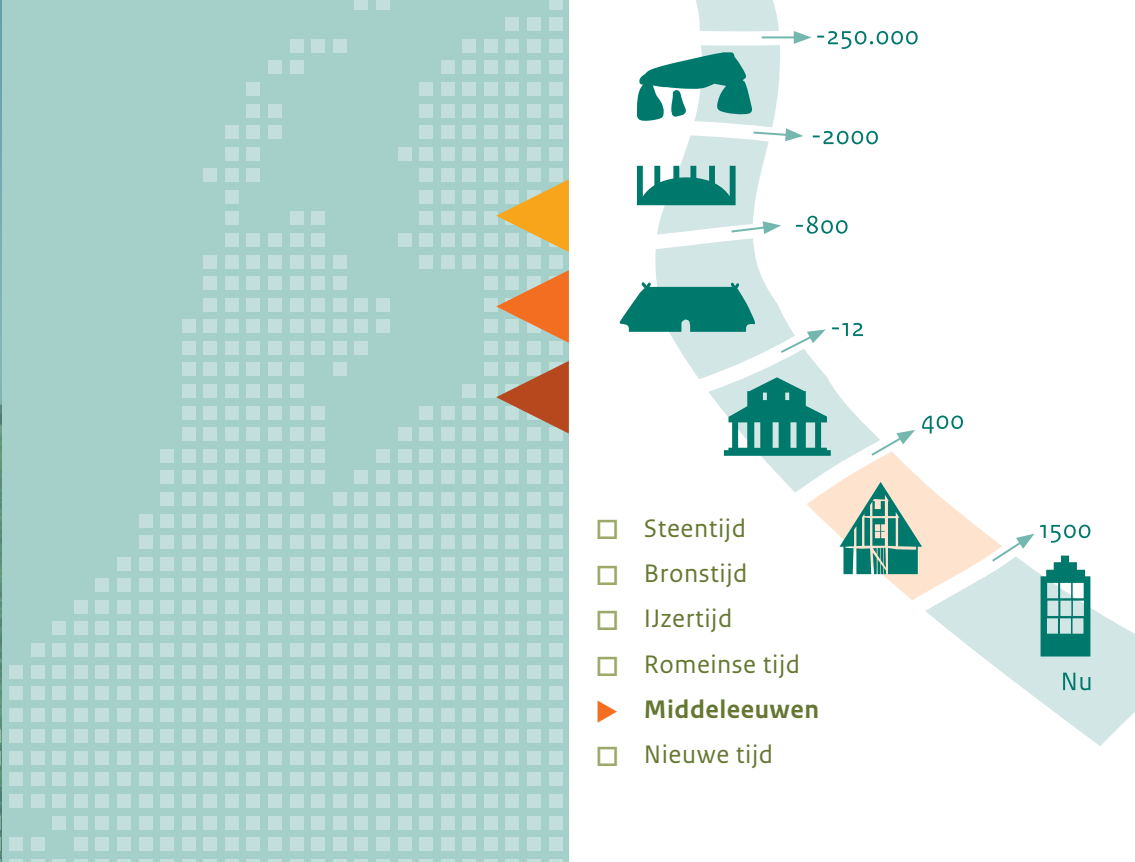 -250.000
-2000
-800
-12
400
1500
Nu
Steentijd
Bronstijd
IJzertijd
Romeinse tijd
Middeleeuwen
Nieuwe tijd